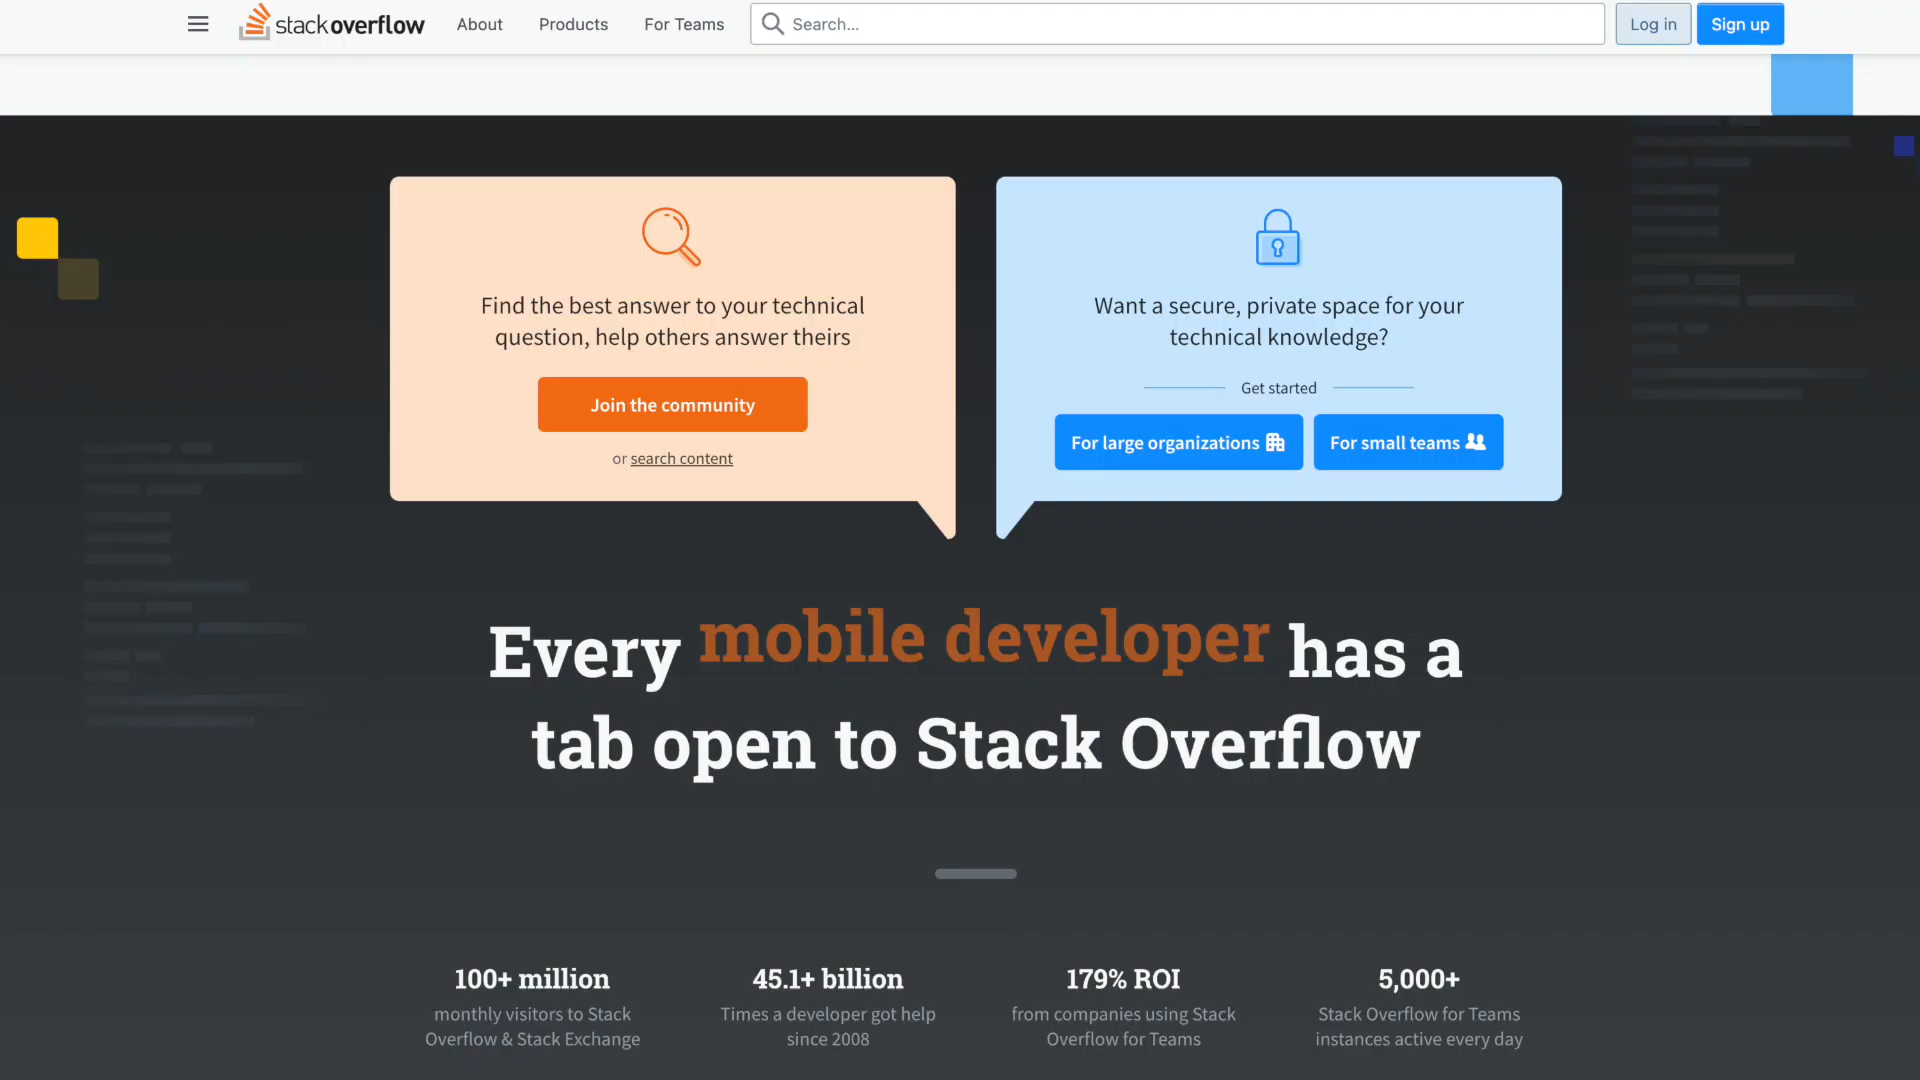 stackoverflow
About
Products
For Teams
Search...
Log in
Sign up
Find the best answer to your technical
question, help others answer theirs
Join the community
or search content
Want a secure, private space for your
technical knowledge?
Get started
For large organizations
For small teams
Every mobile developer has a
tab open to Stack Overflow
100+ million
monthly visitors to Stack
Overflow & Stack Exchange
45.1+ billion
Times a developer got help
since 2008
179% ROI
from companies using Stack
Overflow for Teams
5,000+
Stack Overflow for Teams
instances active every day